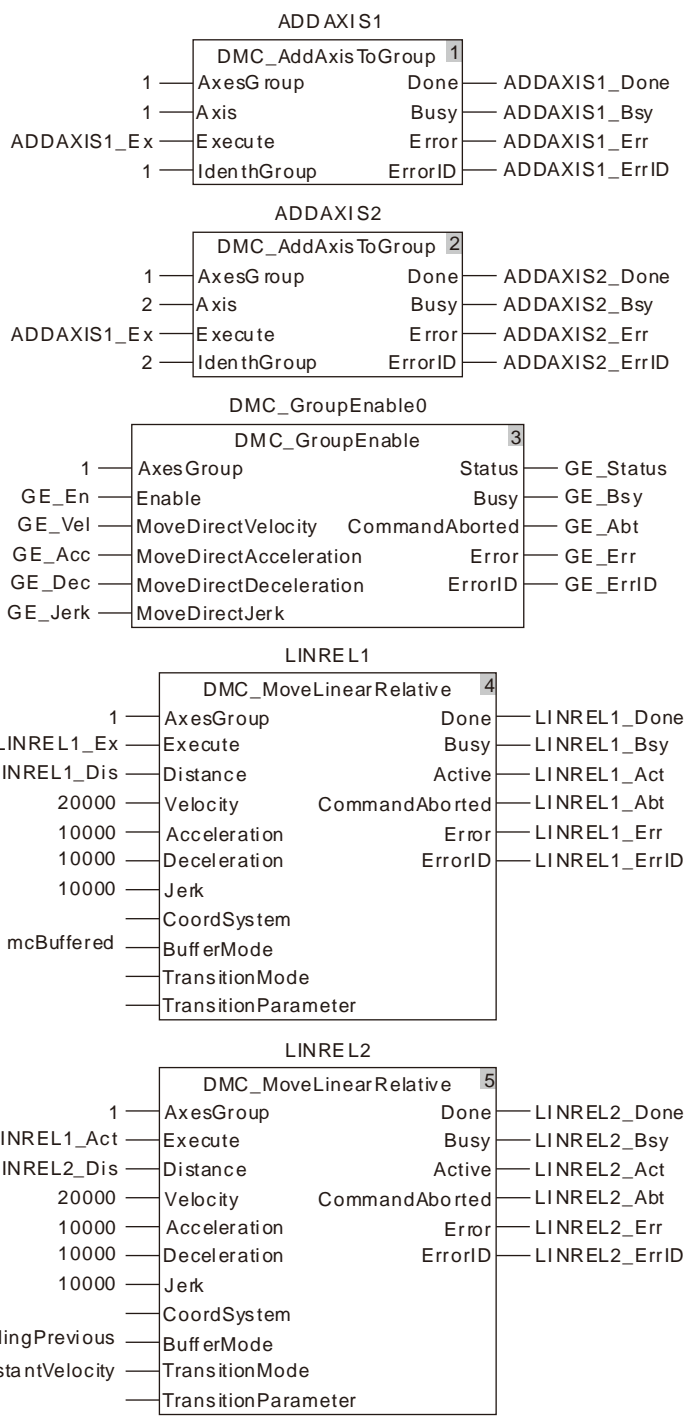 ADDAXIS1
DMC_AddAxisToGroup 1
1 AxesGroup Done ADDAXIS1_Done
1 Axis Busy ADDAXIS1_Bsy
ADDAXIS1_Ex Execute Error ADDAXIS1_Err
1 IdenthGroup ErrorID ADDAXIS1_ErrID
ADDAXIS2
DMC_AddAxisToGroup 2
1 AxesGroup Done ADDAXIS2_Done
2 Axis Busy ADDAXIS2_Bsy
ADDAXIS1_Ex Execute Error ADDAXIS2_Err
2 IdenthGroup ErrorID ADDAXIS2_ErrID
DMC_GroupEnable0
DMC_GroupEnable 3
1 AxesGroup Status GE_Status
GE_En Enable Busy GE_Bsy
GE_Vel MoveDirectVelocity CommandAborted GE_Abt
GE_Acc MoveDirectAcceleration Error GE_Err
GE_Dec MoveDirectDeceleration ErrorID GE_ErrID
GE_Jerk MoveDirectJerk
LINREL1
DMC_MoveLinearRelative 4
1 AxesGroup Done LINREL1_Done
LINREL1_Ex Execute Busy LINREL1_Bsy
INREL1_Dis Distance Active LINREL1_Act
20000 Velocity CommandAborted LINREL1_Abt
10000 Acceleration Error LINREL1_Err
10000 Deceleration ErrorID LINREL1_ErrID
10000 Jerk
CoordSystem
mcBuffered BufferMode
TransitionMode
TransitionParameter
LINREL2
DMC_MoveLinearRelative 5
1 AxesGroup Done LINREL2_Done
INREL1_Act Execute Busy LINREL2_Bsy
INREL2_Dis Distance Active LINREL2_Act
20000 Velocity CommandAborted LINREL2_Abt
10000 Acceleration Error LINREL2_Err
10000 Deceleration ErrorID LINREL2_ErrID
10000 Jerk
CoordSystem
dingPrevious BufferMode
stantVelocity TransitionMode
TransitionParameter